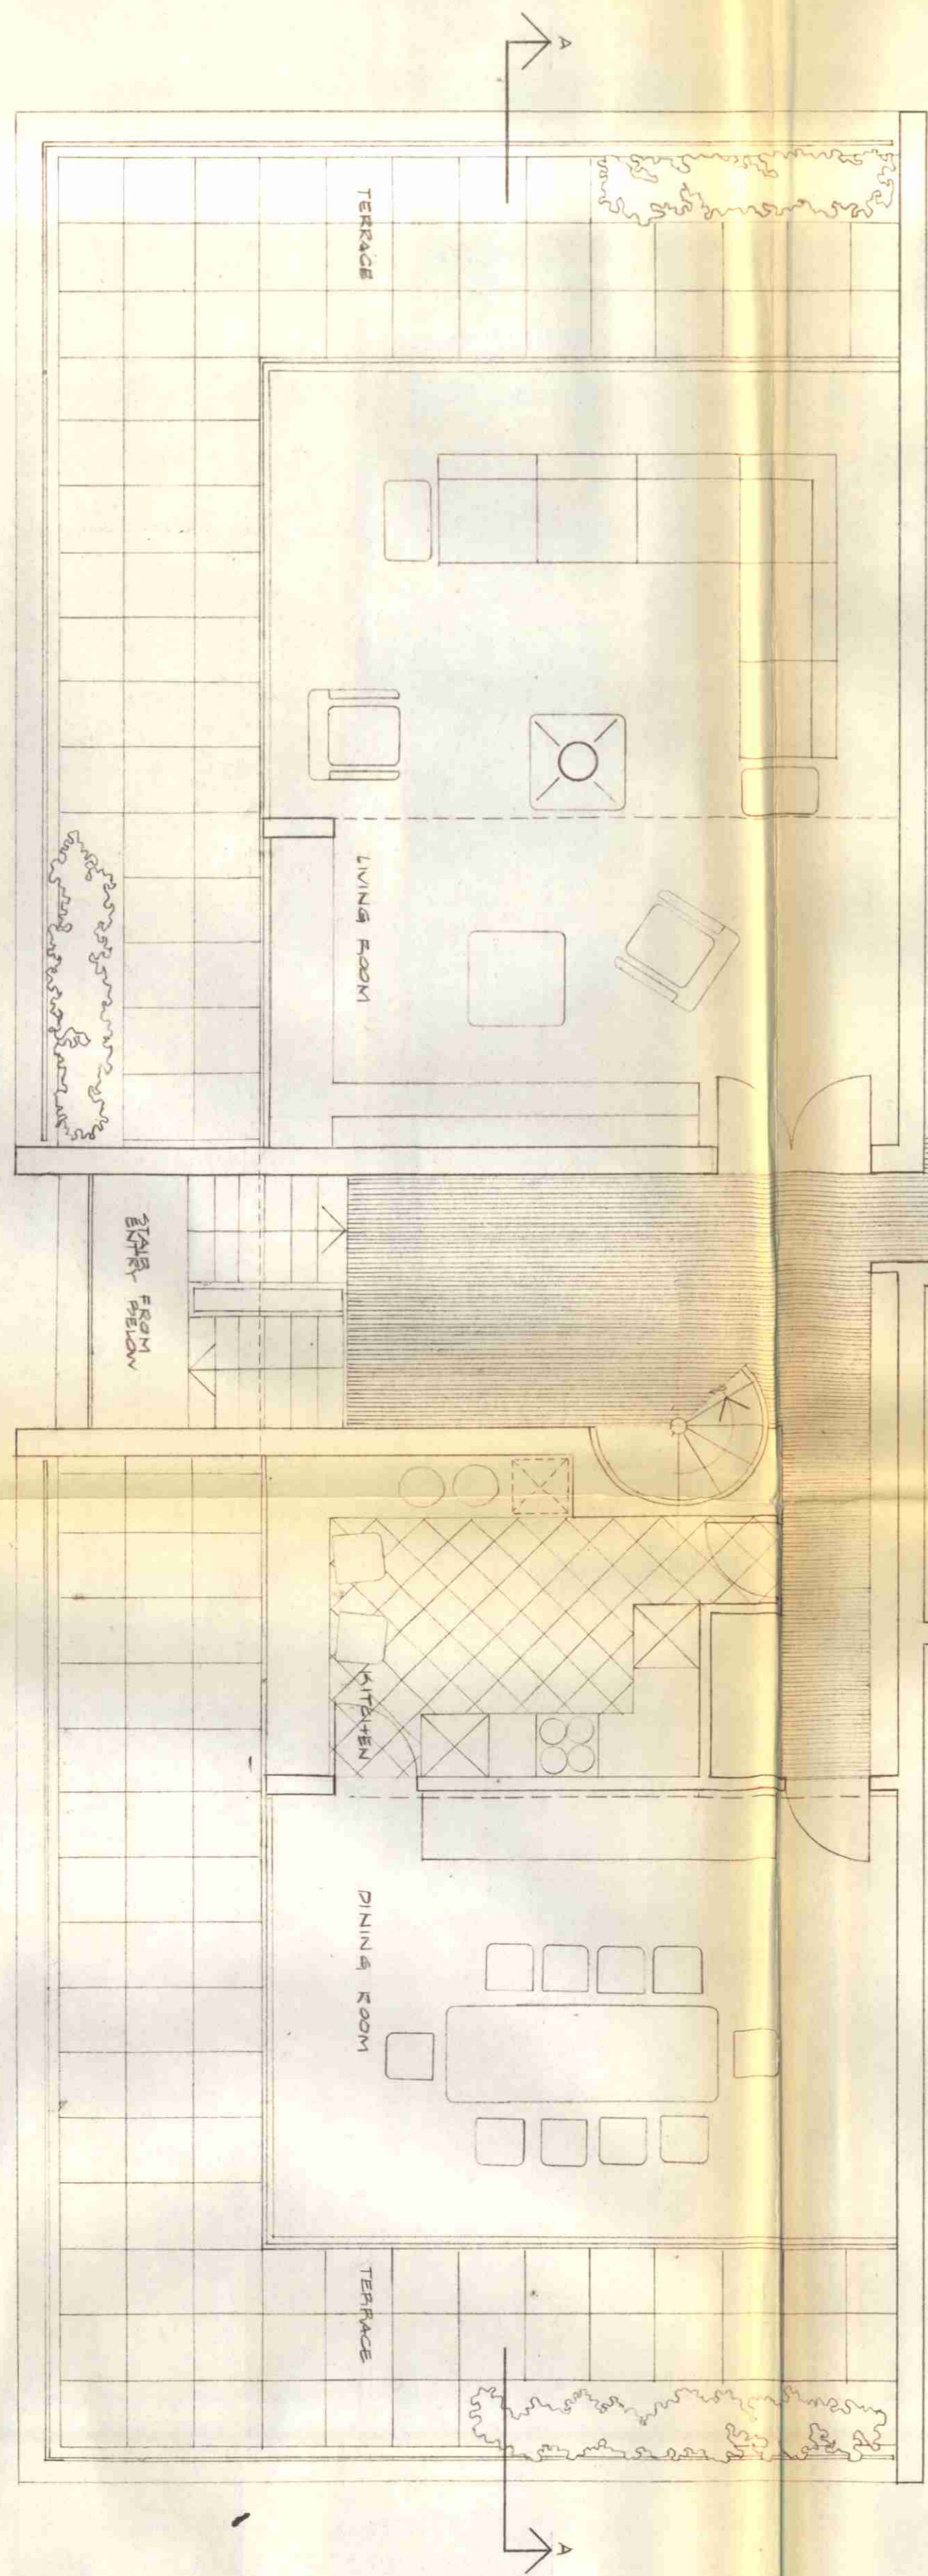 A
TERRACE
LIVING ROOM
STAIR FROM
ENTRY BELOW
KITCHEN
DINING ROOM
TERRACE
A